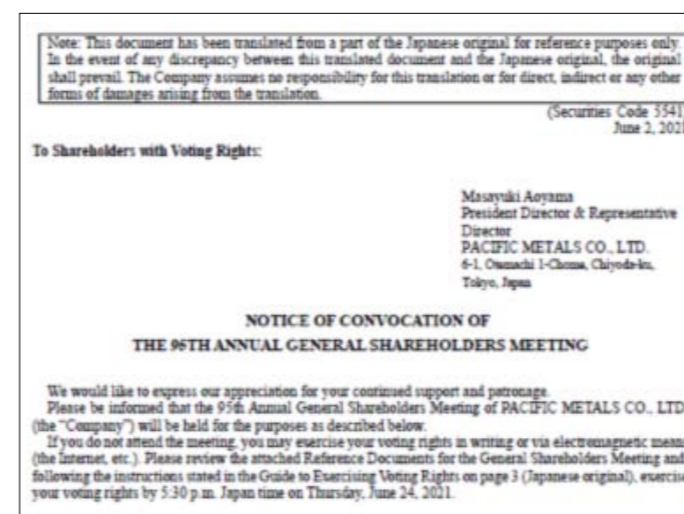 Note: This document has been translated from a part of the Japanese original for reference purposes only.
In the event of any discrepancy between this translated document and the Japanese original, the original
shall prevail. The Company assumes no responsibility for this translation or for direct, indirect or any other
forms of damages arising from the translation.
(Securities Code 5541)
June 2, 2021
To Shareholders with Voting Rights:
Masayuki Aoyama
President Director & Representative
Director
PACIFIC METALS CO., LTD.
6-1, Otemachi 1-Chome, Chiyoda-ku,
Tokyo, Japan
NOTICE OF CONVOCATION OF
THE 95TH ANNUAL GENERAL SHAREHOLDERS MEETING
We would like to express our appreciation for your continued support and patronage.
Please be informed that the 95th Annual General Shareholders Meeting of PACIFIC METALS CO., LTD.
(the “Company”) will be held for the purposes as described below.
If you do not attend the meeting, you may exercise your voting rights in writing or via electromagnetic means
(the Internet, etc.). Please review the attached Reference Documents for the General Shareholders Meeting and
following the instructions stated in the Guide to Exercising Voting Rights on page 3 (Japanese original), exercise
your voting rights by 5:30 p.m. Japan time on Thursday, June 24, 2021.